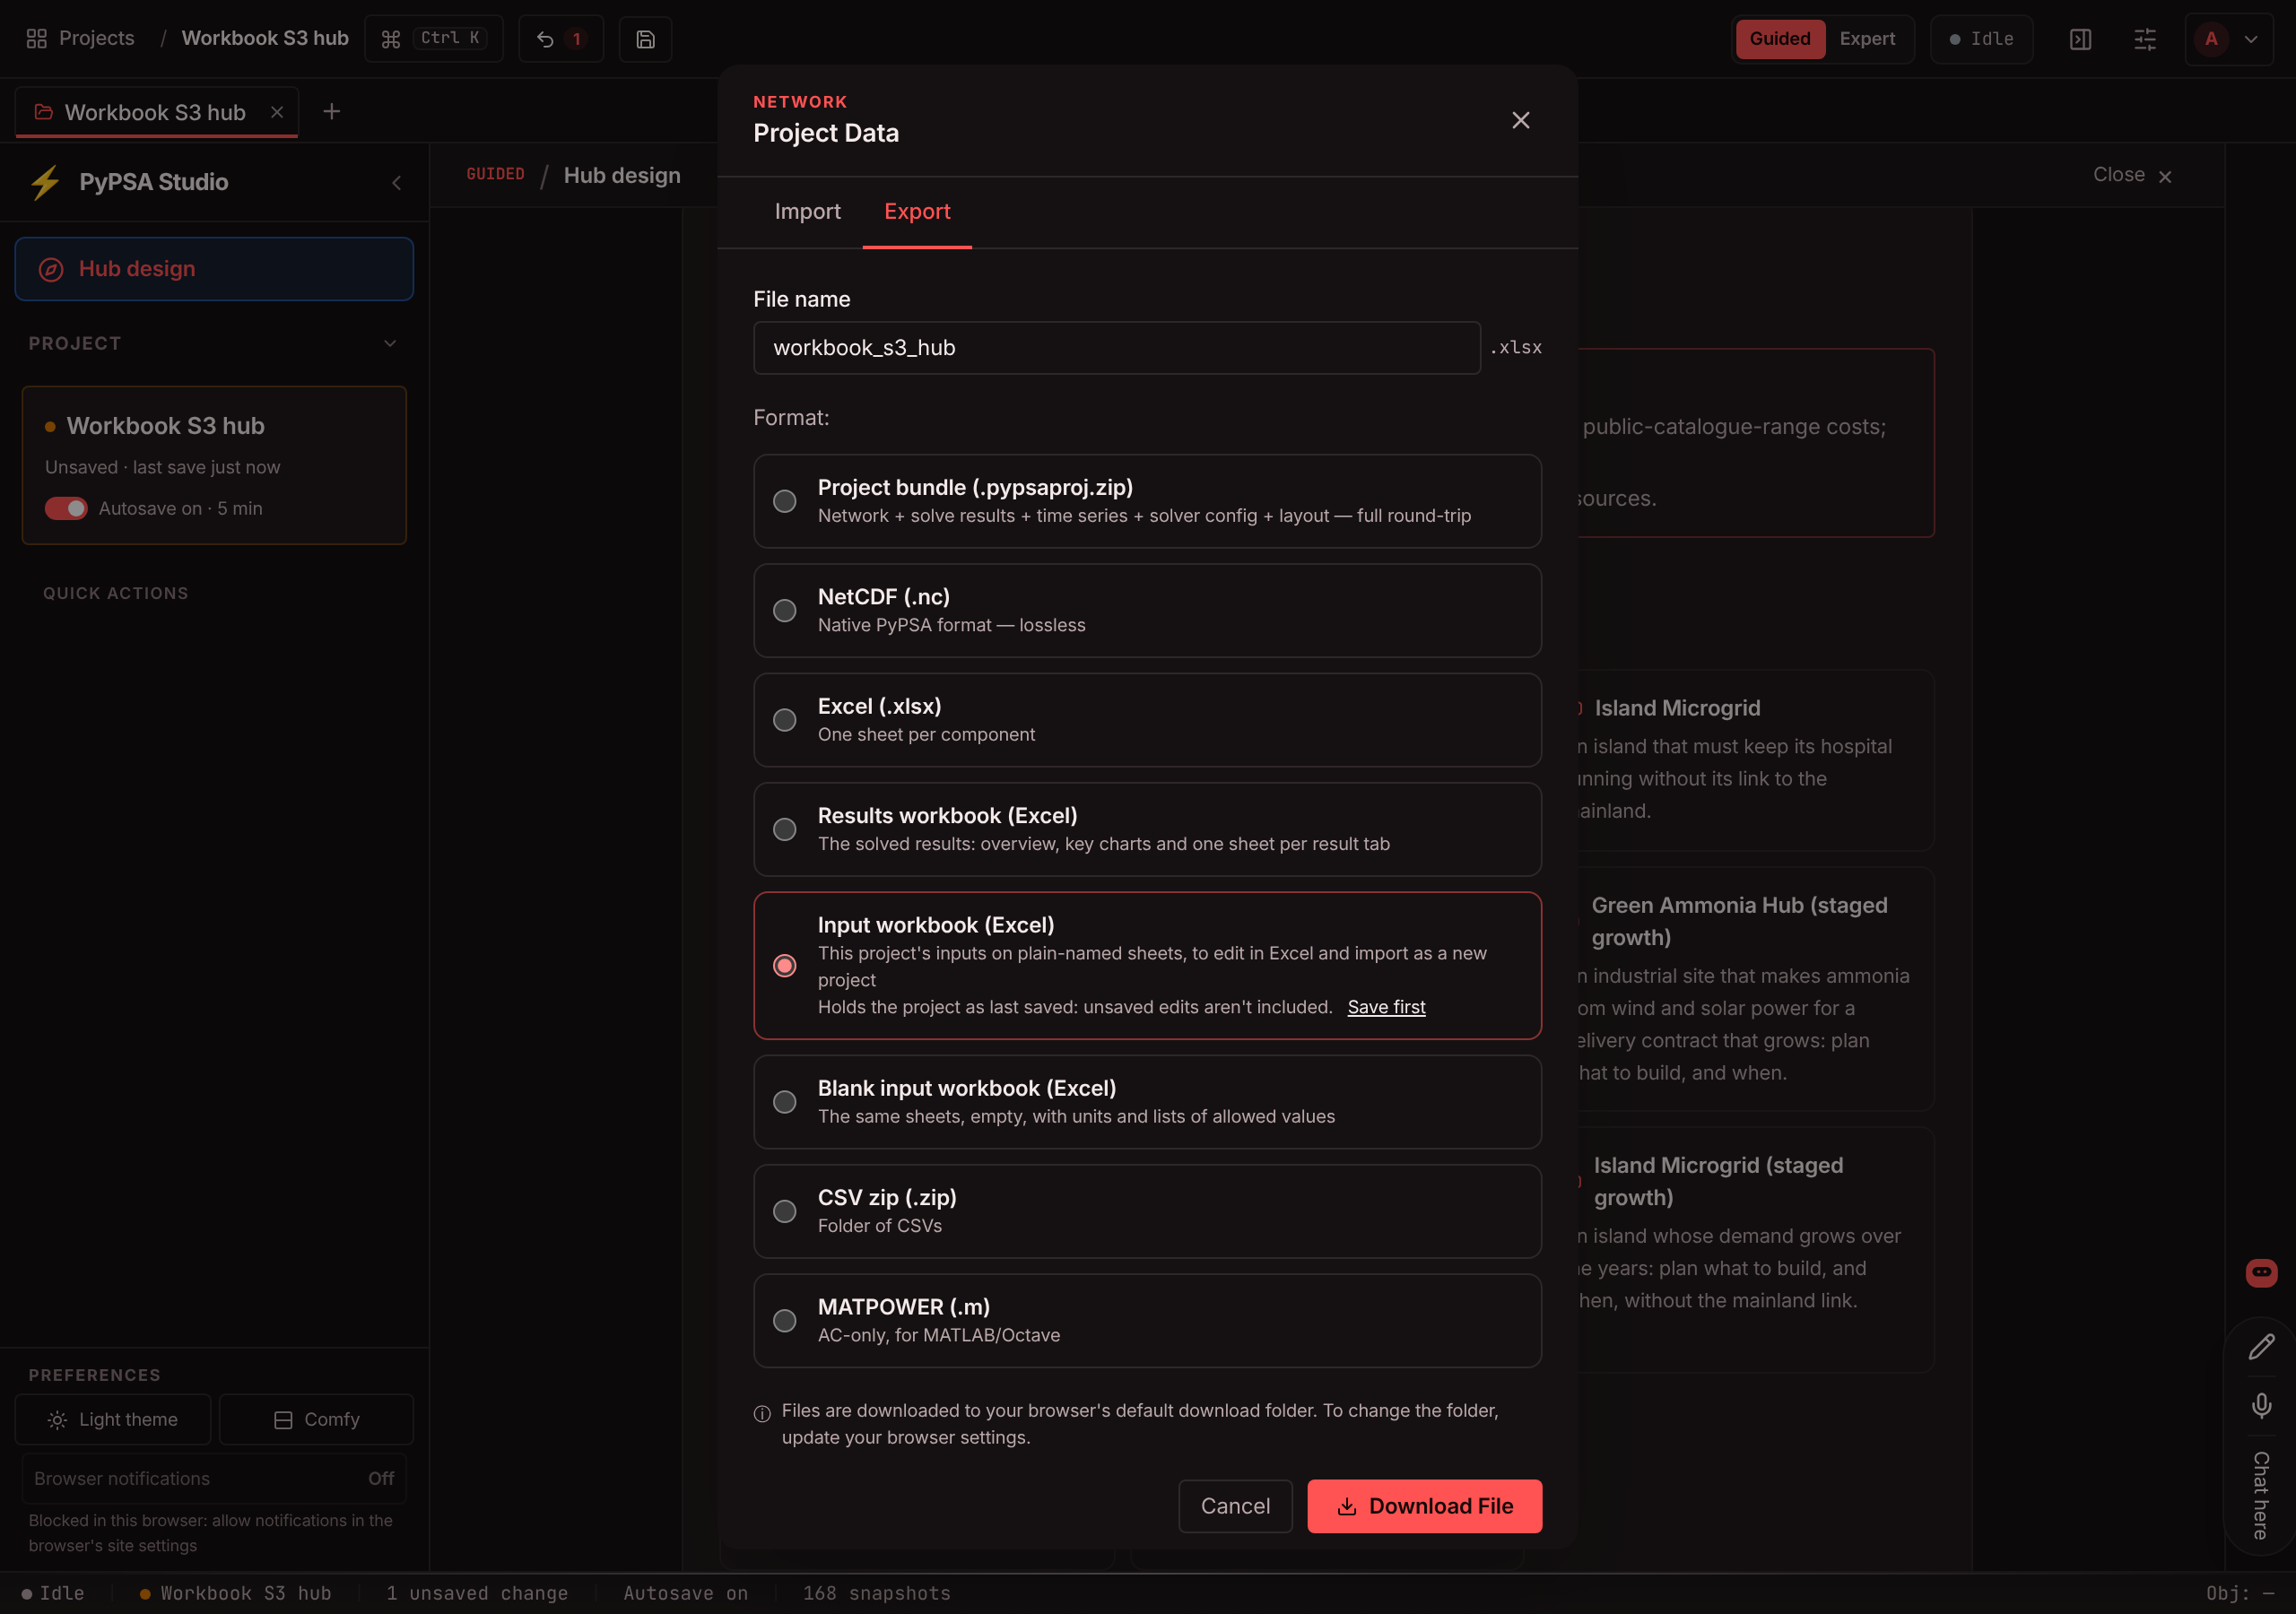 Projects / Workbook S3 hub Ctrl K 1 Guided Expert Idle A
Workbook S3 hub
NETWORK
Project Data
PyPSA Studio
GUIDED / Hub design
Close
Import Export
Hub design
PROJECT
Workbook S3 hub
Unsaved · last save just now
Autosave on · 5 min
QUICK ACTIONS
File name
workbook_s3_hub .xlsx
Format:
Project bundle (.pypsaproj.zip)
Network + solve results + time series + solver config + layout — full round-trip
NetCDF (.nc)
Native PyPSA format — lossless
Excel (.xlsx)
One sheet per component
Results workbook (Excel)
The solved results: overview, key charts and one sheet per result tab
Input workbook (Excel)
This project's inputs on plain-named sheets, to edit in Excel and import as a new
project
Holds the project as last saved: unsaved edits aren't included. Save first
Blank input workbook (Excel)
The same sheets, empty, with units and lists of allowed values
CSV zip (.zip)
Folder of CSVs
MATPOWER (.m)
AC-only, for MATLAB/Octave
Files are downloaded to your browser's default download folder. To change the folder,
update your browser settings.
Cancel Download File
public-catalogue-range costs;
sources.
Island Microgrid
island that must keep its hospital
without its link to the
Green Ammonia Hub (staged
growth)
industrial site that makes ammonia
wind and solar power for a
contract that grows: plan
to build, and when.
Island Microgrid (staged
growth)
island whose demand grows over
years: plan what to build, and
without the mainland link.
Chat here
PREFERENCES
Light theme Comfy
Browser notifications Off
Blocked in this browser: allow notifications in the
browser's site settings
Idle Workbook S3 hub 1 unsaved change Autosave on 168 snapshots Obj: —